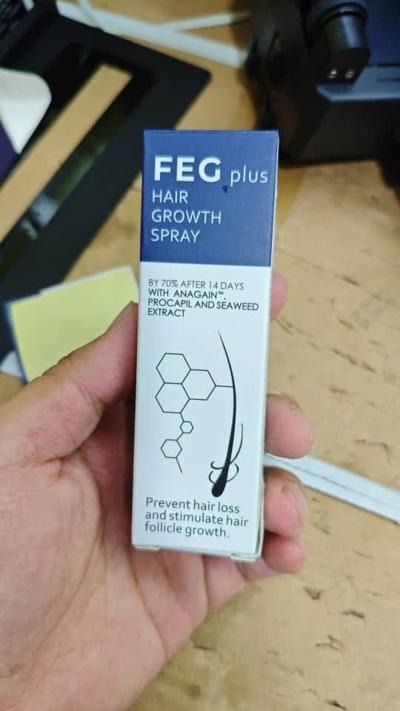 FEG plus
HAIR
GROWTH
SPRAY
BY 70% AFTER 14 DAYS
WITH ANAGAIN™,
PROCAPIL AND SEAWEED
EXTRACT
Prevent hair loss
and stimulate hair
follicle growth.